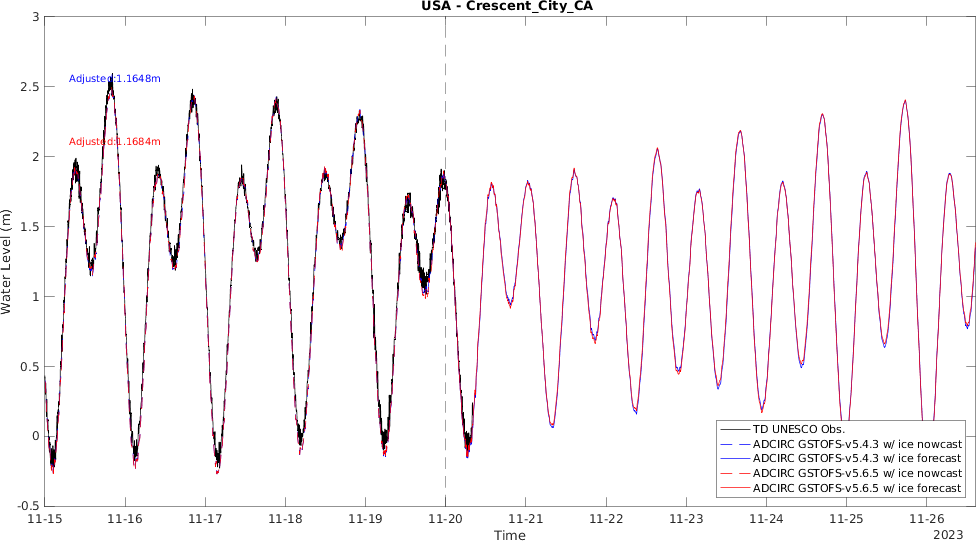 USA - Crescent_City_CA
3
2.5
2
1.5
1
0.5
0
-0.5
Water Level (m)
Adjusted:1.1648m
Adjusted:1.1684m
TD UNESCO Obs.
ADCIRC GSTOFS-v5.4.3 w/ ice nowcast
ADCIRC GSTOFS-v5.4.3 w/ ice forecast
ADCIRC GSTOFS-v5.6.5 w/ ice nowcast
ADCIRC GSTOFS-v5.6.5 w/ ice forecast
11-15 11-16 11-17 11-18 11-19 11-20 11-21 11-22 11-23 11-24 11-25 11-26
Time
2023